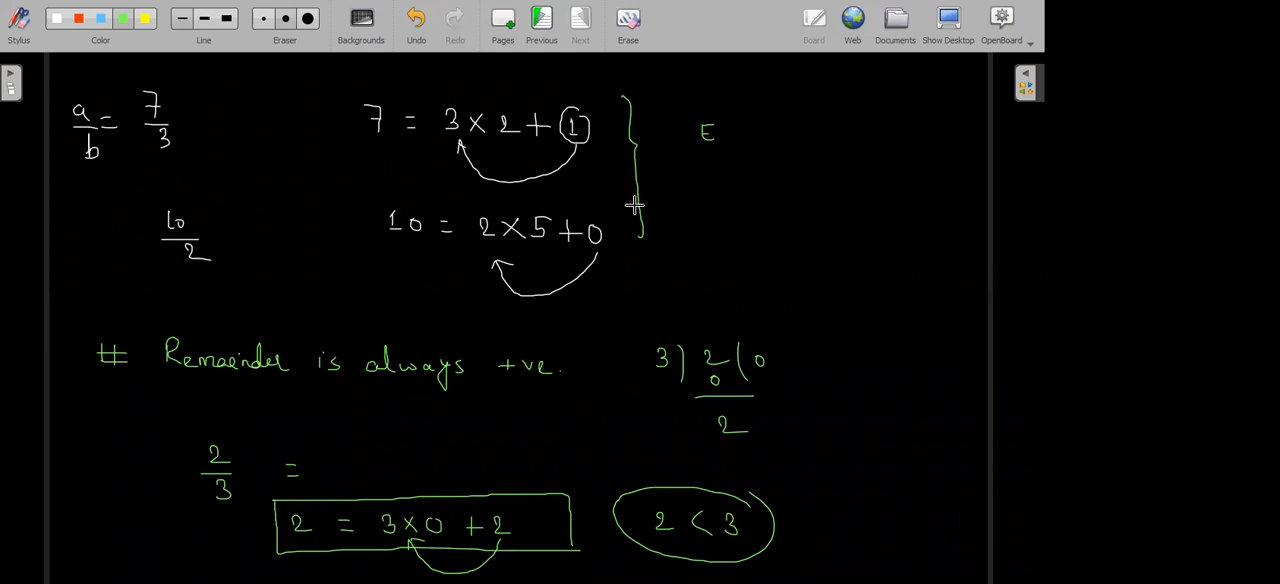 Stylus Color Line Eraser Backgrounds Undo Redo Pages Previous Next Erase Board Web Documents Show Desktop OpenBoard
a/b = 7/3
7 = 3 × 2 + 1
E
10/2
10 = 2 × 5 + 0
# Remainder is always +ve.
3) 2 (0
0
2
2/3 =
2 = 3 × 0 + 2
2 < 3